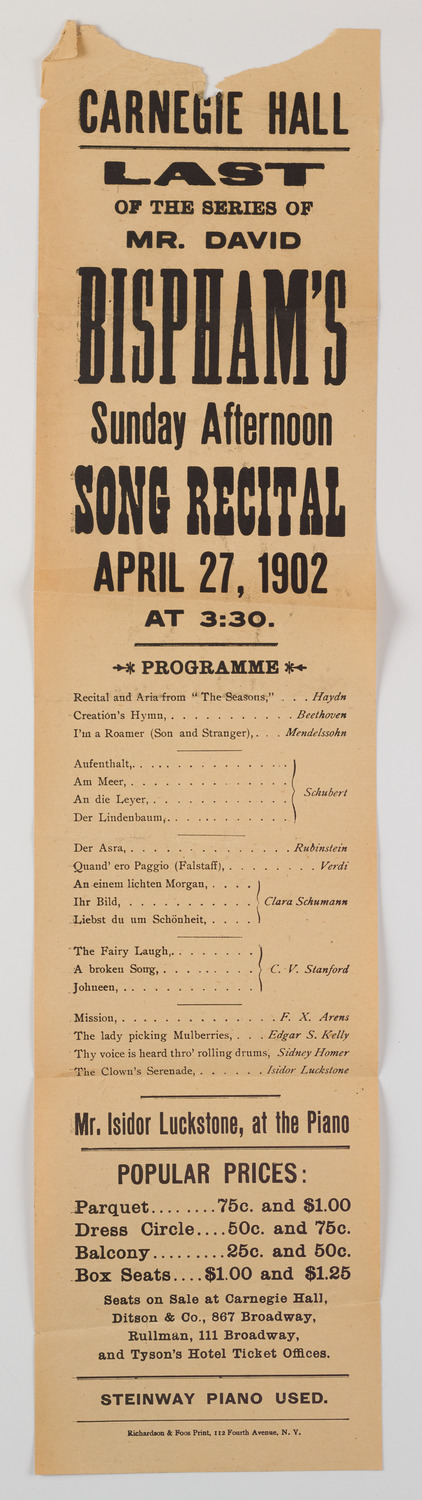 CARNEGIE HALL
LAST
OF THE SERIES OF
MR. DAVID
BISPHAM'S
Sunday Afternoon
SONG RECITAL
APRIL 27, 1902
AT 3:30.
PROGRAMME
Recital and Aria from "The Seasons," . . . Haydn
Creation's Hymn, . . . . . . . . . . . Beethoven
I'm a Roamer (Son and Stranger), . . . Mendelssohn
Aufenthalt, . . . . . . . . . . . . . . .
Am Meer, . . . . . . . . . . . . . . .
An die Leyer, . . . . . . . . . . . . . Schubert
Der Lindenbaum, . . . . . . . . . . .
Der Asra, . . . . . . . . . . . . . . Rubinstein
Quand' ero Paggio (Falstaff), . . . . . . . . Verdi
An einem lichten Morgan, . . . .
Ihr Bild, . . . . . . . . . . . Clara Schumann
Liebst du um Schönheit, . . . .
The Fairy Laugh, . . . . . . . .
A broken Song, . . . . . . . . . C. V. Stanford
Johneen, . . . . . . . . . . . .
Mission, . . . . . . . . . . . . . . . F. X. Arens
The lady picking Mulberries, . . . Edgar S. Kelly
Thy voice is heard thro' rolling drums, Sidney Homer
The Clown's Serenade, . . . . . . Isidor Luckstone
Mr. Isidor Luckstone, at the Piano
POPULAR PRICES:
Parquet........75c. and $1.00
Dress Circle....50c. and 75c.
Balcony.........25c. and 50c.
Box Seats....$1.00 and $1.25
Seats on Sale at Carnegie Hall,
Ditson & Co., 867 Broadway,
Rullman, 111 Broadway,
and Tyson's Hotel Ticket Offices.
STEINWAY PIANO USED.
Richardson & Foos Print, 112 Fourth Avenue, N. Y.